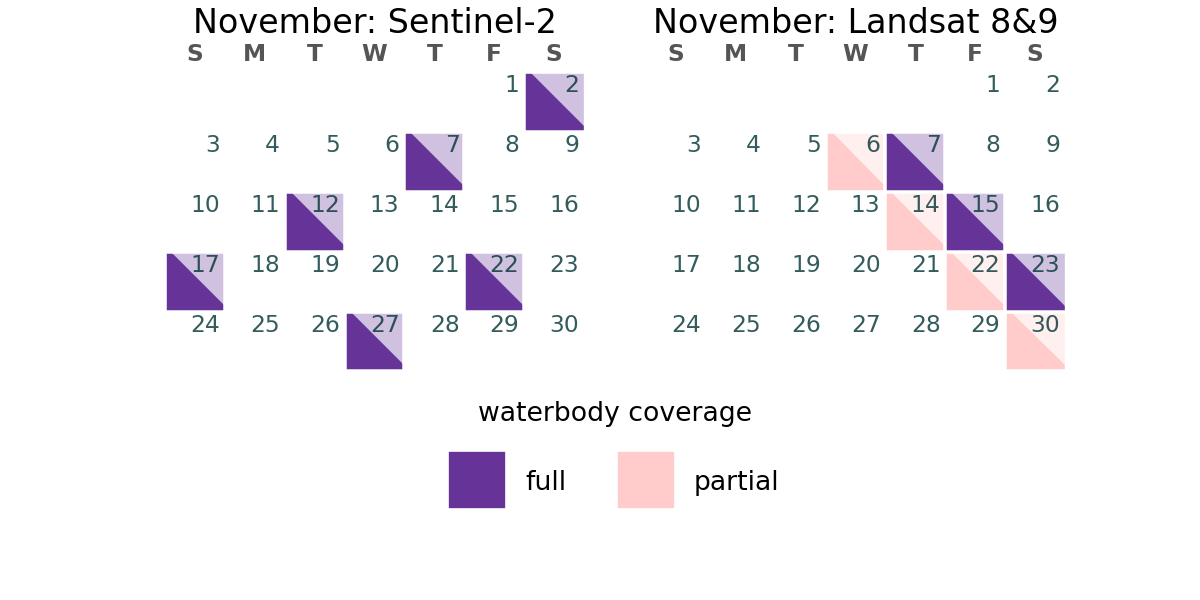 November: Sentinel-2
S M T W T F S
1 2
3 4 5 6 7 8 9
10 11 12 13 14 15 16
17 18 19 20 21 22 23
24 25 26 27 28 29 30
November: Landsat 8&9
S M T W T F S
1 2
3 4 5 6 7 8 9
10 11 12 13 14 15 16
17 18 19 20 21 22 23
24 25 26 27 28 29 30
waterbody coverage
full
partial